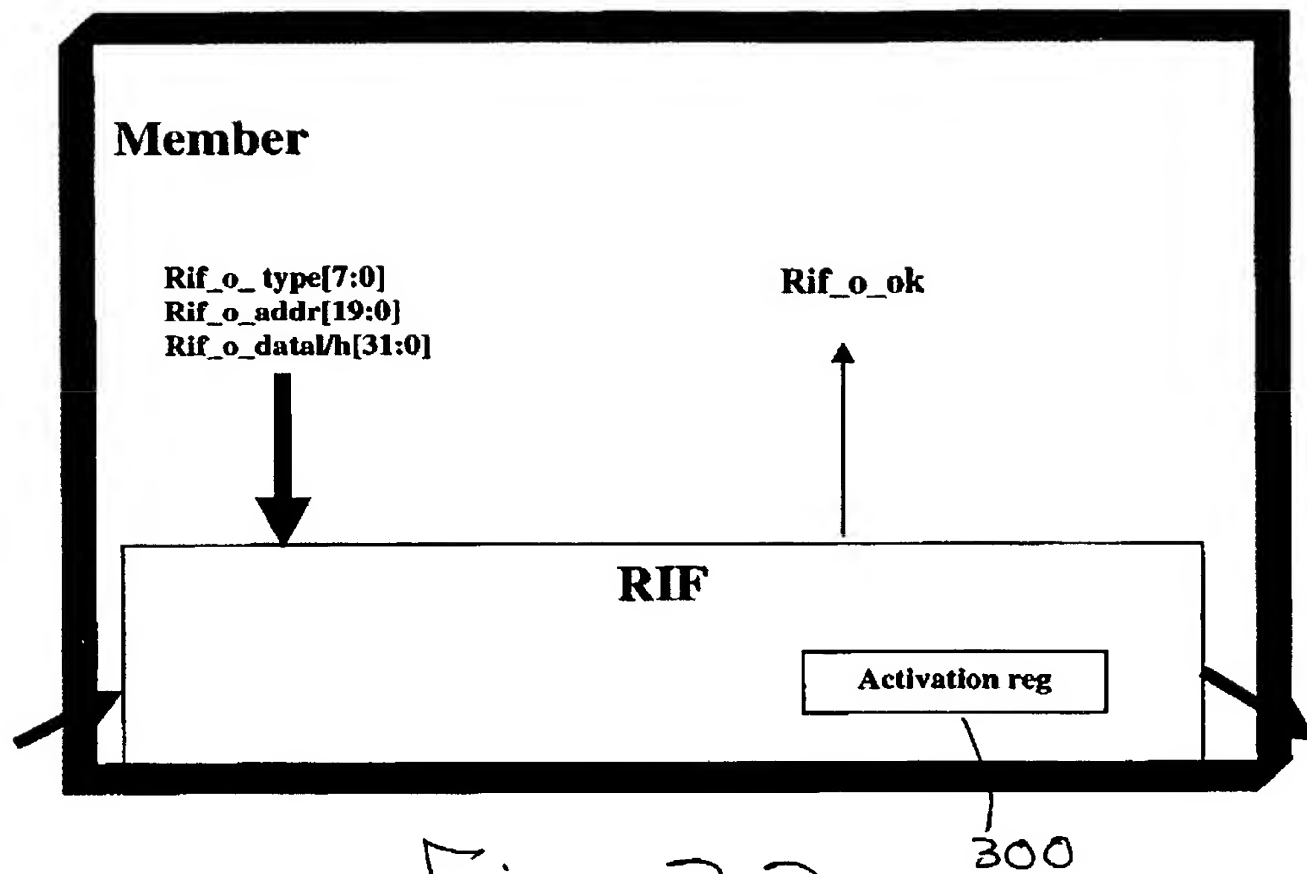 Member
Rif_o_ type[7:0]
Rif_o_addr[19:0]
Rif_o_datal/h[31:0]
Rif_o_ok
RIF
Activation reg
300